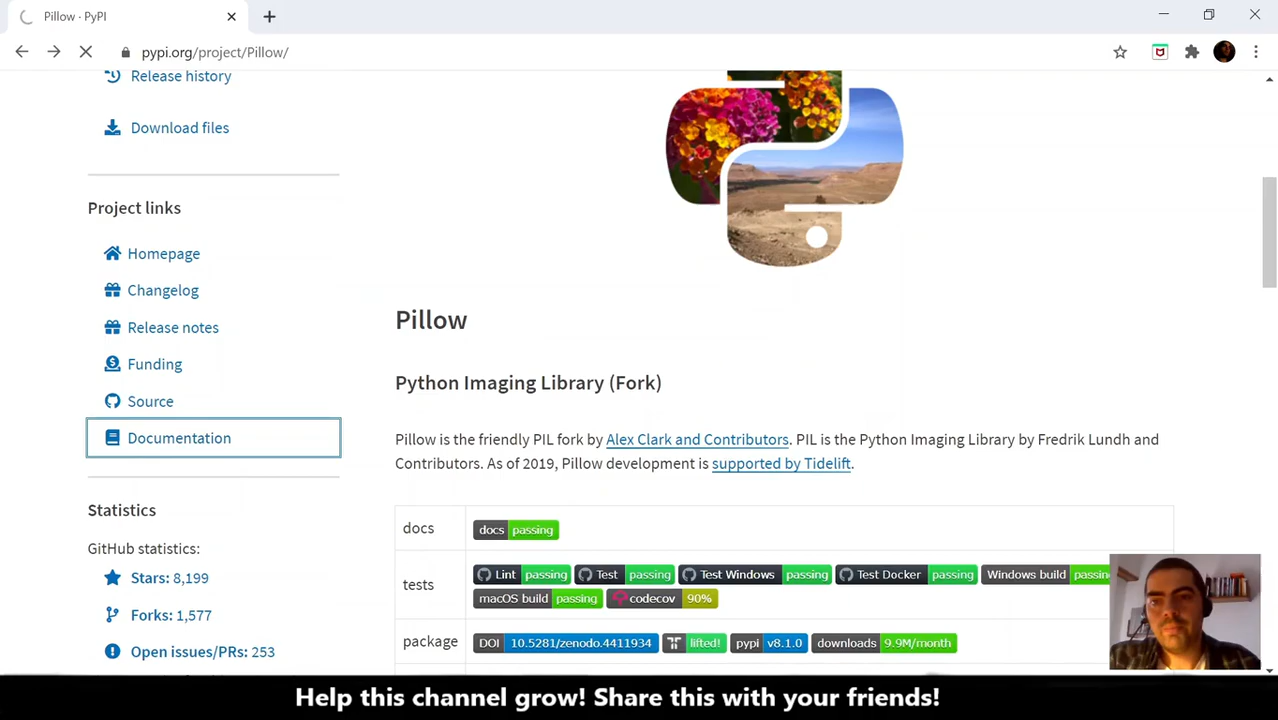 Pillow · PyPI
pypi.org/project/Pillow/
Release history
Download files
Project links
Homepage
Changelog
Release notes
Funding
Source
Documentation
Statistics
GitHub statistics:
Stars: 8,199
Forks: 1,577
Open issues/PRs: 253
Pillow
Python Imaging Library (Fork)
Pillow is the friendly PIL fork by Alex Clark and Contributors. PIL is the Python Imaging Library by Fredrik Lundh and
Contributors. As of 2019, Pillow development is supported by Tidelift.
docs docs passing
tests Lint passing Test passing Test Windows passing Test Docker passing Windows build
macOS build passing codecov 90%
package DOI 10.5281/zenodo.4411934 lifted! pypi v8.1.0 downloads 9.9M/month
Help this channel grow! Share this with your friends!